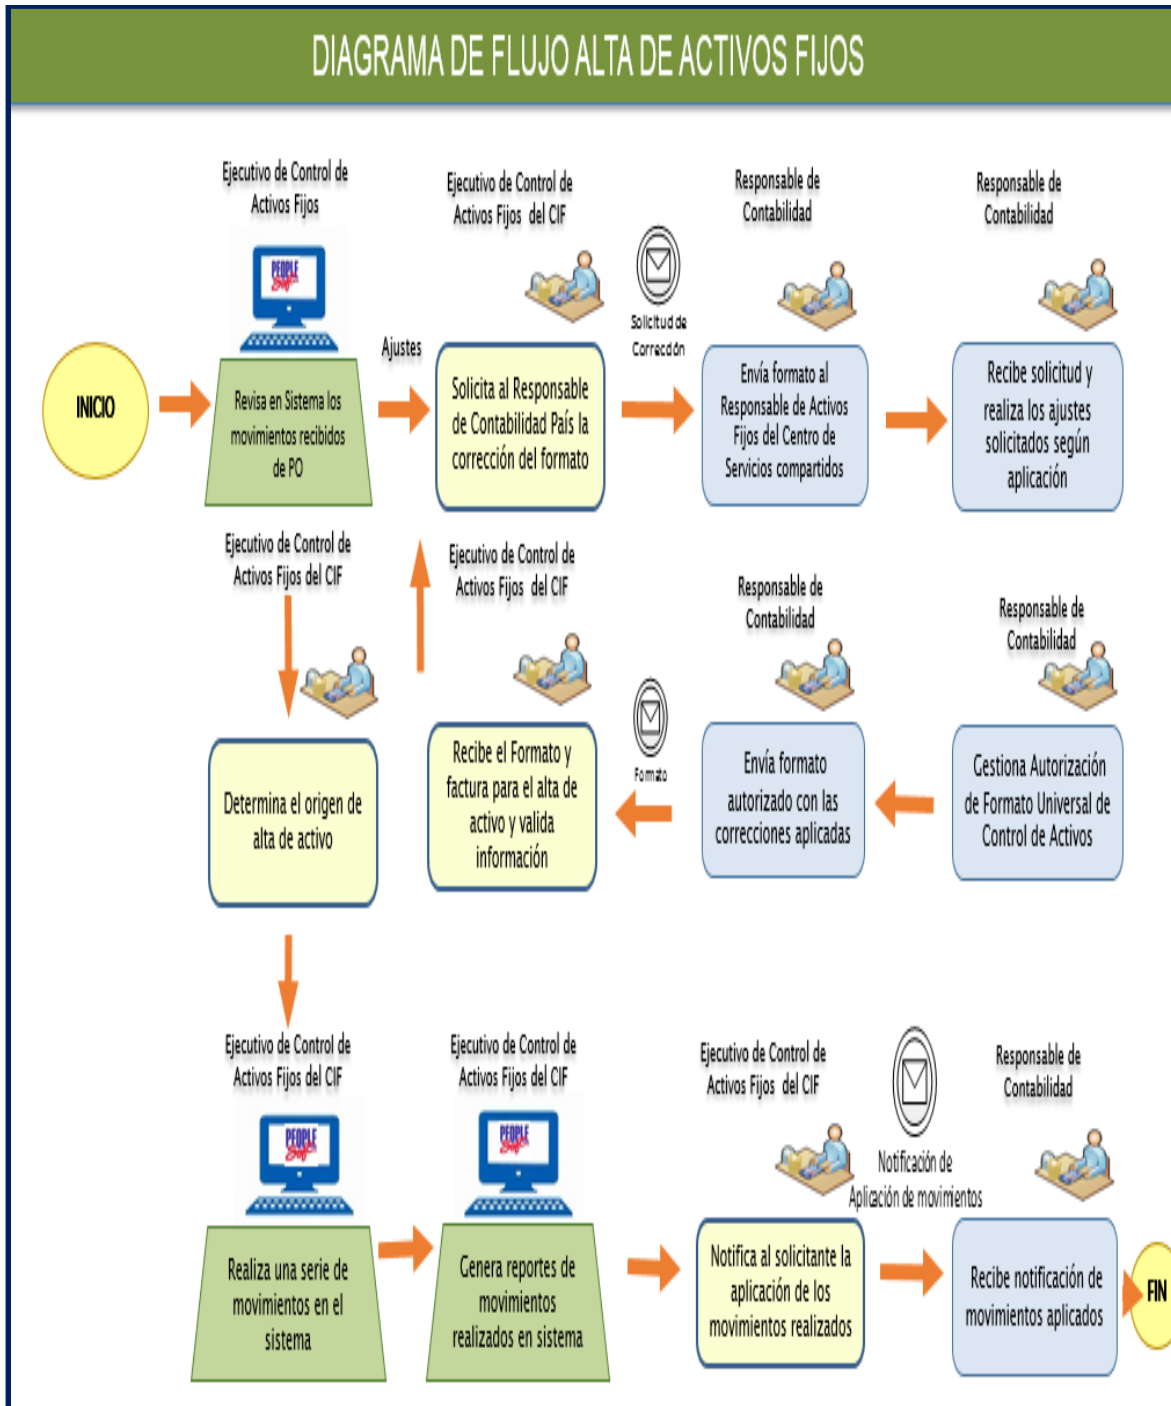 DIAGRAMA DE FLUJO ALTA DE ACTIVOS FIJOS
Ejecutivo de Control de
Activos Fijos
PEOPLE
Soft
INICIO
Revisa en Sistema los
movimientos recibidos
de PO
Ajustes
Ejecutivo de Control de
Activos Fijos del CIF
Solicita al Responsable
de Contabilidad País la
corrección del formato
Solicitud de
Corrección
Responsable de
Contabilidad
Envía formato al
Responsable de Activos
Fijos del Centro de
Servicios compartidos
Responsable de
Contabilidad
Recibe solicitud y
realiza los ajustes
solicitados según
aplicación
Ejecutivo de Control de
Activos Fijos del CIF
Determina el origen de
alta de activo
Ejecutivo de Control de
Activos Fijos del CIF
Recibe el Formato y
factura para el alta de
activo y valida
información
Formato
Responsable de
Contabilidad
Envía formato
autorizado con las
correcciones aplicadas
Responsable de
Contabilidad
Gestiona Autorización
de Formato Universal de
Control de Activos
Ejecutivo de Control de
Activos Fijos del CIF
PEOPLE
Soft
Realiza una serie de
movimientos en el
sistema
Ejecutivo de Control de
Activos Fijos del CIF
PEOPLE
Soft
Genera reportes de
movimientos
realizados en sistema
Ejecutivo de Control de
Activos Fijos del CIF
Notifica al solicitante la
aplicación de los
movimientos realizados
Notificación de
Aplicación de movimientos
Responsable de
Contabilidad
Recibe notificación de
movimientos aplicados
FIN